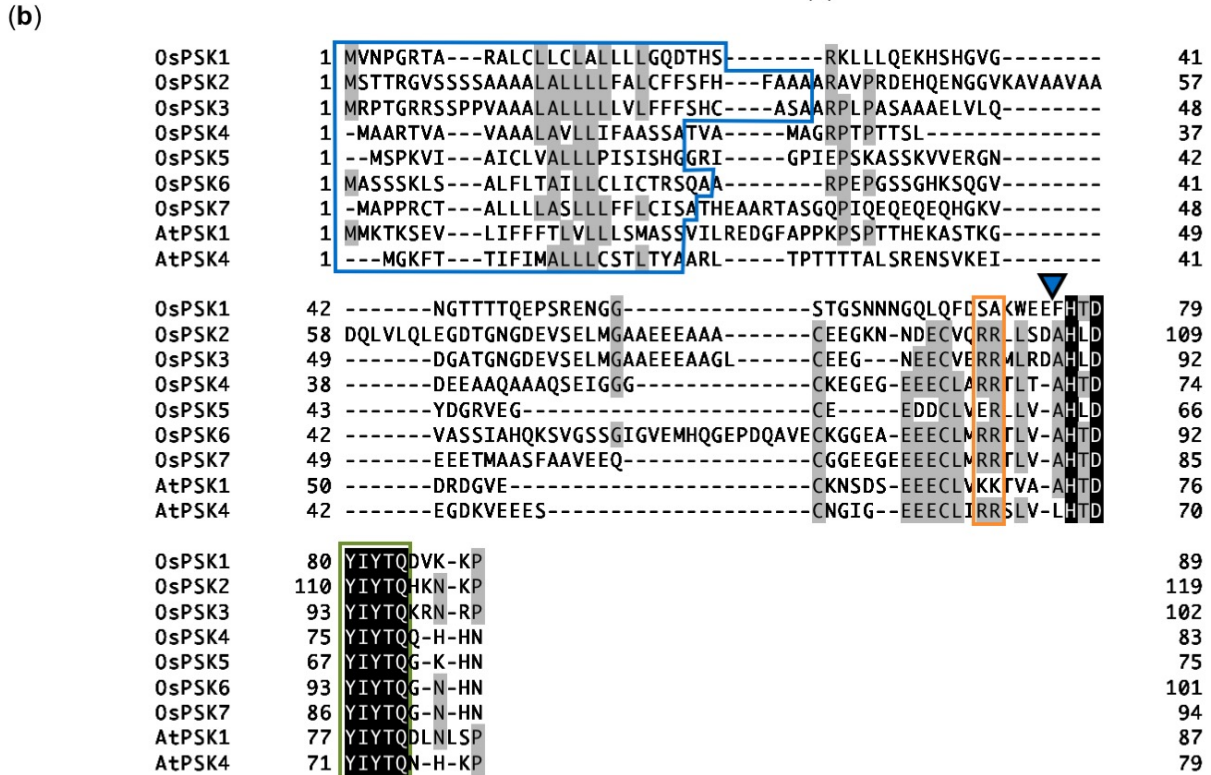 (b)
OsPSK1 1 MVNPGRTA---RALCLLCLALLLLGQDTHS--------RKLLLQEKHSHGVG-------- 41
OsPSK2 1 MSTTRGVSSSSAAAALALLLLFALCFFSFH---FAAAARAVPRDEHQENGGVKAVAAVAA 57
OsPSK3 1 MRPTGRRSSPPVAAALALLLLLLVLFFFSHC----ASAARPLPASAAAELVLQ-------- 48
OsPSK4 1 -MAARTVA---VAAALAVLLIFAASSATVA-----MAGRPTPTTSL-------------- 37
OsPSK5 1 --MSPKVI---AICLVALLLPISISHGGRI-----GPIEPSKASSKVVERGN-------- 42
OsPSK6 1 MASSSKLS---ALFLTAILLCLICTRSQAA--------RPEPGSSGHKSQGV-------- 41
OsPSK7 1 -MAPPRCT---ALLLLASLLLFFLCISATHEAARTASGQPIQEQEQEQHGKV-------- 48
AtPSK1 1 MMKTKSEV---LIFFFTLVLLLSMASSVILREDGFAPPKPSPTTHEKASTKG-------- 49
AtPSK4 1 ---MGKFT---TIFIMALLLCSTLTYAARL-----TPTTTTALSRENSVKEI-------- 41
OsPSK1 42 -------NGTTTTQEPSRENGG---------------STGSNNNGQLQFDSAKWEEFHTD 79
OsPSK2 58 DQLVLQLEGDTGNGDEVSELMGAAEEEAAA-------CEEGKN-NDECVQRRLLSDAHLD 109
OsPSK3 49 -------DGATGNGDEVSELMGAAEEEAAGL------CEEG---NEECVERRMLRDAHLD 92
OsPSK4 38 -------DEEAAQAAAQSEIGGG--------------CKEGEG-EEECLARRTLT-AHTD 74
OsPSK5 43 -------YDGRVEG-----------------------CE-----EDDCLVERLLV-AHLD 66
OsPSK6 42 -------VASSIAHQKSVGSSGIGVEMHQGEPDQAVECKGGEA-EEECLMRRTLV-AHTD 92
OsPSK7 49 -------EEETMAASFAAVEEQ---------------CGGEEGEEEECLMRRTLV-AHTD 85
AtPSK1 50 -------DRDGVE------------------------CKNSDS-EEECLVKKTVA-AHTD 76
AtPSK4 42 -------EGDKVEEES---------------------CNGIG--EEECLIRRSLV-LHTD 70
OsPSK1 80 YIYTQDVK-KP 89
OsPSK2 110 YIYTQHKN-KP 119
OsPSK3 93 YIYTQKRN-RP 102
OsPSK4 75 YIYTQQ-H-HN 83
OsPSK5 67 YIYTQG-K-HN 75
OsPSK6 93 YIYTQG-N-HN 101
OsPSK7 86 YIYTQG-N-HN 94
AtPSK1 77 YIYTQDLNLSP 87
AtPSK4 71 YIYTQN-H-KP 79